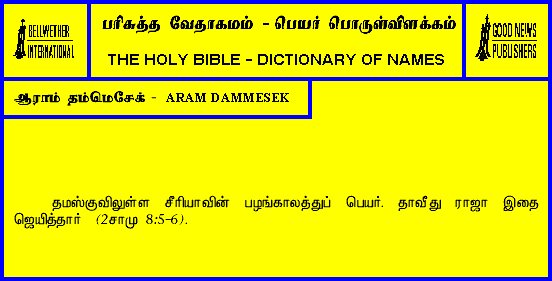 BELLWETHER
INTERNATIONAL
பரிசுத்த வேதாகமம் - பெயர் பொருள்விளக்கம்
THE HOLY BIBLE - DICTIONARY OF NAMES
GOOD NEWS
PUBLISHERS
ஆராம் தம்மெசேக் - ARAM DAMMESEK
தமஸ்குவிலுள்ள சீரியாவின் பழங்காலத்துப் பெயர். தாவீது ராஜா இதை
ஜெயித்தார் (2சாமு 8:5-6).